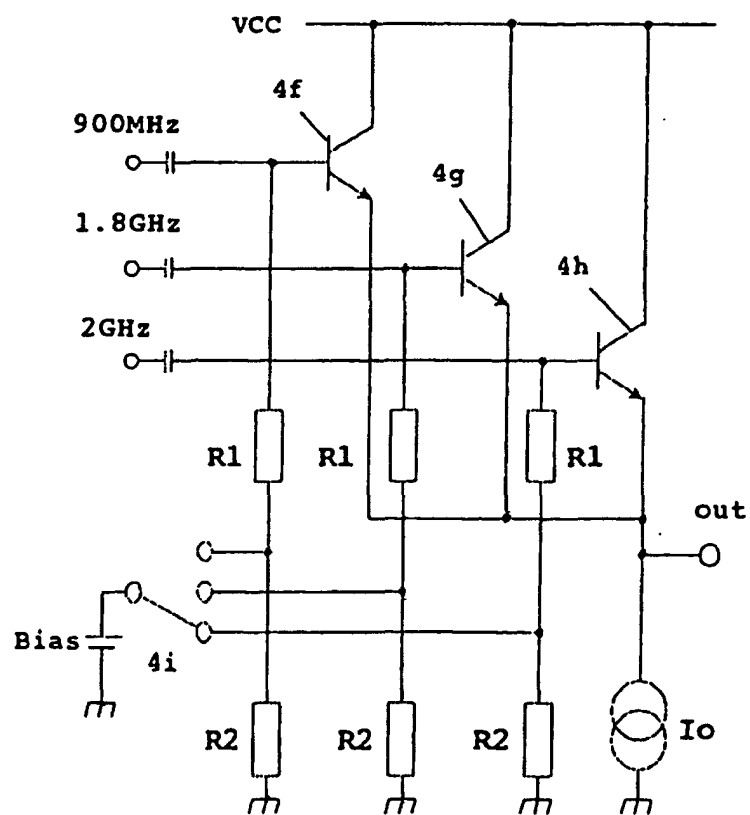 VCC
4f
900MHz
4g
1.8GHz
4h
2GHz
R1 R1 R1
out
Bias
4i
R2 R2 R2 Io